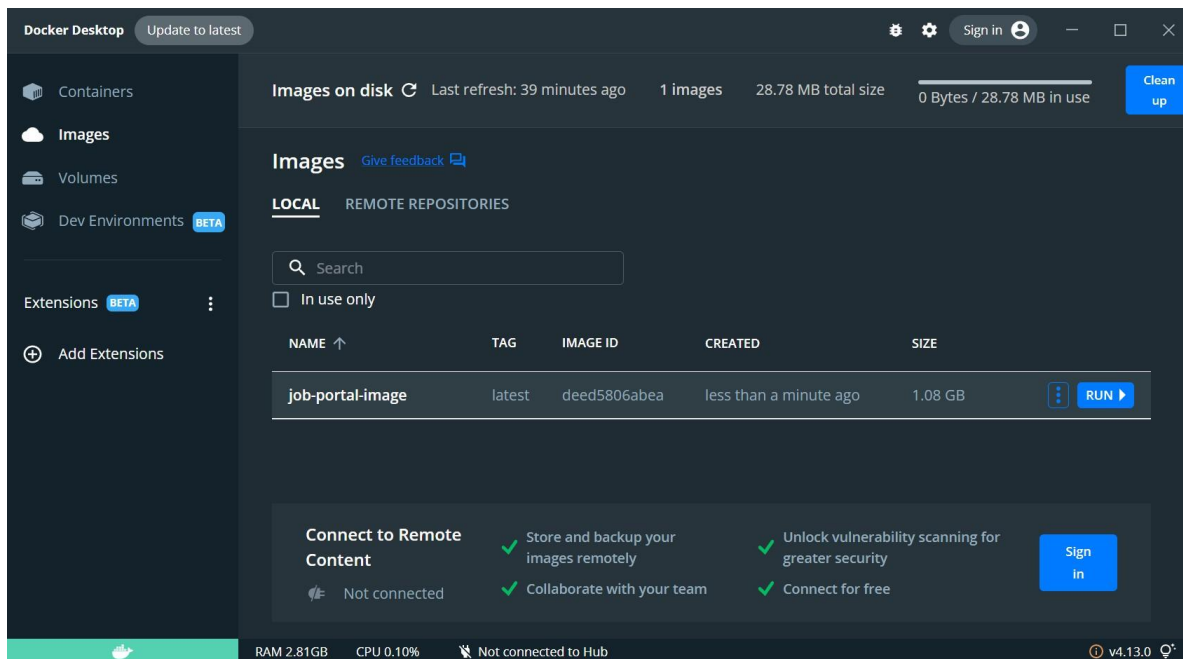 Docker Desktop Update to latest Sign in
Containers
Images
Volumes
Dev Environments BETA
Extensions BETA
Add Extensions
Images on disk Last refresh: 39 minutes ago 1 images 28.78 MB total size 0 Bytes / 28.78 MB in use Clean up
Images Give feedback
LOCAL REMOTE REPOSITORIES
Search
In use only
NAME TAG IMAGE ID CREATED SIZE
job-portal-image latest deed5806abea less than a minute ago 1.08 GB RUN
Connect to Remote
Content
Not connected
Store and backup your
images remotely
Collaborate with your team
Unlock vulnerability scanning for
greater security
Connect for free
Sign
in
RAM 2.81GB CPU 0.10% Not connected to Hub v4.13.0